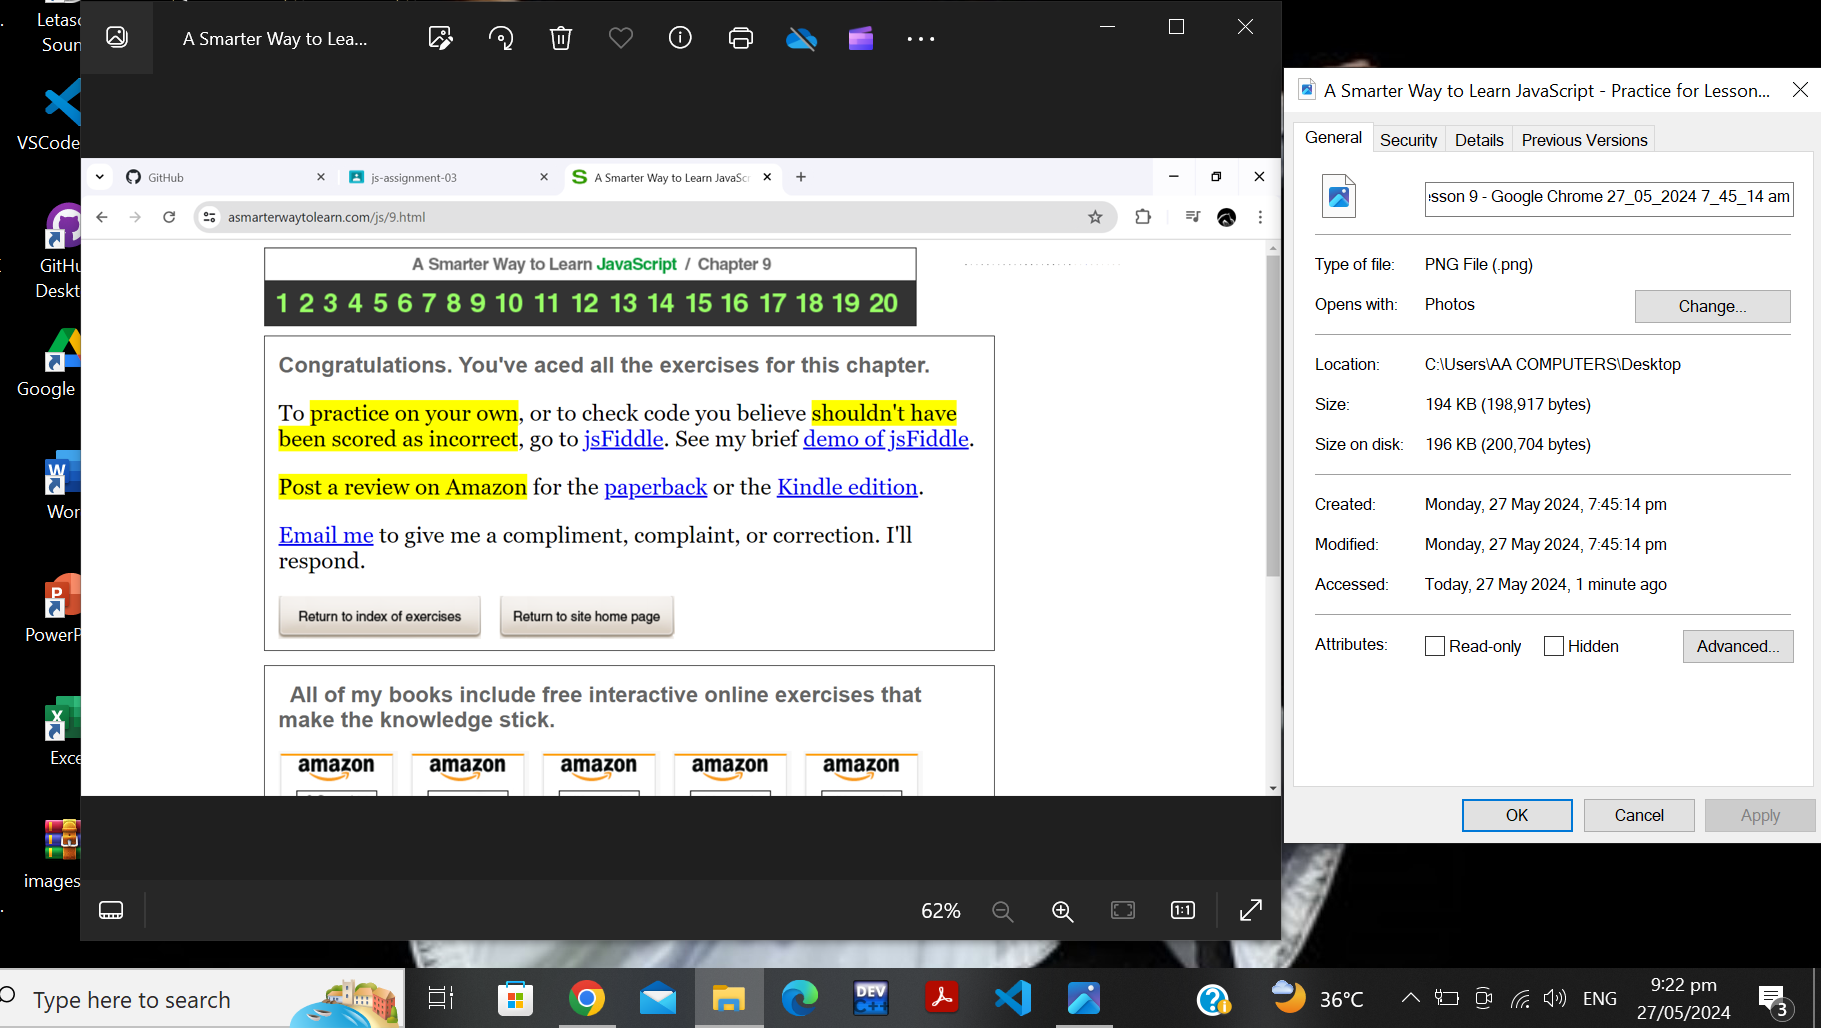 Letasc
Soun
VSCode
GitHu
Deskt
Google
Wor
PowerP
Exce
images
A Smarter Way to Lea...
GitHub
js-assignment-03
A Smarter Way to Learn JavaScr
asmarterwaytolearn.com/js/9.html
A Smarter Way to Learn JavaScript / Chapter 9
1 2 3 4 5 6 7 8 9 10 11 12 13 14 15 16 17 18 19 20
Congratulations. You've aced all the exercises for this chapter.
To practice on your own, or to check code you believe shouldn't have
been scored as incorrect, go to jsFiddle. See my brief demo of jsFiddle.
Post a review on Amazon for the paperback or the Kindle edition.
Email me to give me a compliment, complaint, or correction. I'll
respond.
Return to index of exercises Return to site home page
All of my books include free interactive online exercises that
make the knowledge stick.
amazon amazon amazon amazon amazon
62%
1:1
A Smarter Way to Learn JavaScript - Practice for Lesson...
General Security Details Previous Versions
sson 9 - Google Chrome 27_05_2024 7_45_14 am
Type of file: PNG File (.png)
Opens with: Photos Change...
Location: C:\Users\AA COMPUTERS\Desktop
Size: 194 KB (198,917 bytes)
Size on disk: 196 KB (200,704 bytes)
Created: Monday, 27 May 2024, 7:45:14 pm
Modified: Monday, 27 May 2024, 7:45:14 pm
Accessed: Today, 27 May 2024, 1 minute ago
Attributes: Read-only Hidden Advanced...
OK Cancel Apply
Type here to search
DEV
C++
36°C
ENG
9:22 pm
27/05/2024
3